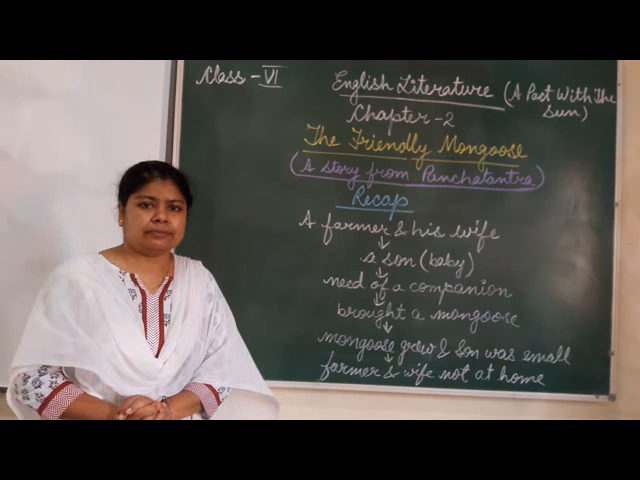 Class - VI
English Literature (A Pact With The Sun)
Chapter - 2
The Friendly Mongoose
(A story from Panchatantra)
Recap
A farmer & his wife
↓
a son (baby)
↓
need of a companion
↓
brought a mongoose
↓
mongoose grew & son was small
↓
farmer & wife not at home